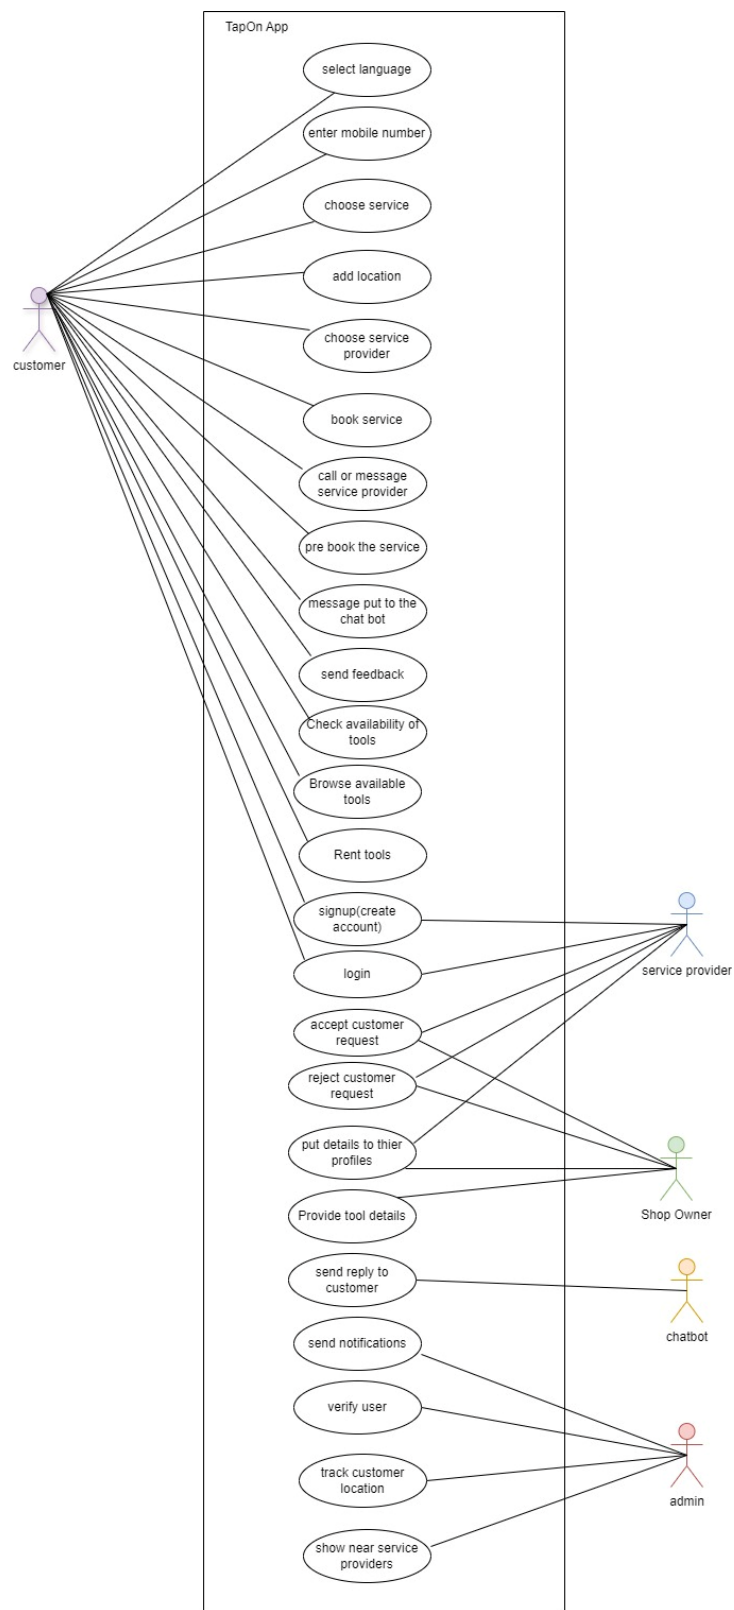 TapOn App
select language
enter mobile number
choose service
add location
choose service
provider
customer
book service
call or message
service provider
pre book the service
message put to the
chat bot
send feedback
Check availability of
tools
Browse available
tools
Rent tools
signup(create
account)
login
service provider
accept customer
request
reject customer
request
put details to thier
profiles
Provide tool details
Shop Owner
send reply to
customer
chatbot
send notifications
verify user
track customer
location
admin
show near service
providers